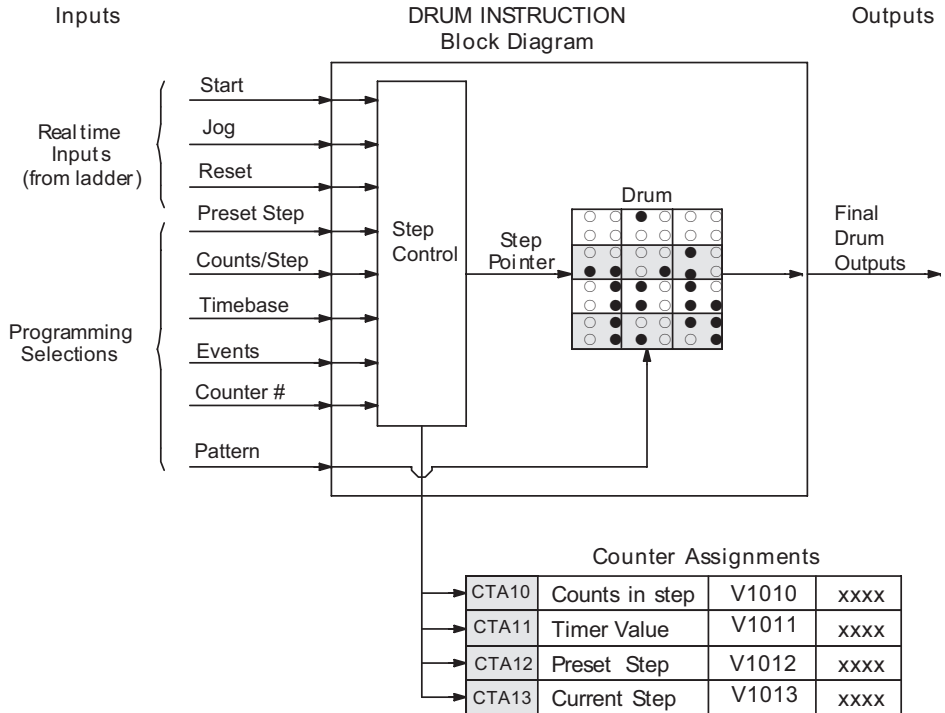 Inputs
DRUM INSTRUCTION
Block Diagram
Outputs
Real time
Inputs
(from ladder)
Start
Jog
Reset
Programming
Selections
Preset Step
Counts/Step
Timebase
Events
Counter #
Pattern
Step
Control
Step
Pointer
Drum
Final
Drum
Outputs
Counter Assignments
CTA10 Counts in step V1010 xxxx
CTA11 Timer Value V1011 xxxx
CTA12 Preset Step V1012 xxxx
CTA13 Current Step V1013 xxxx